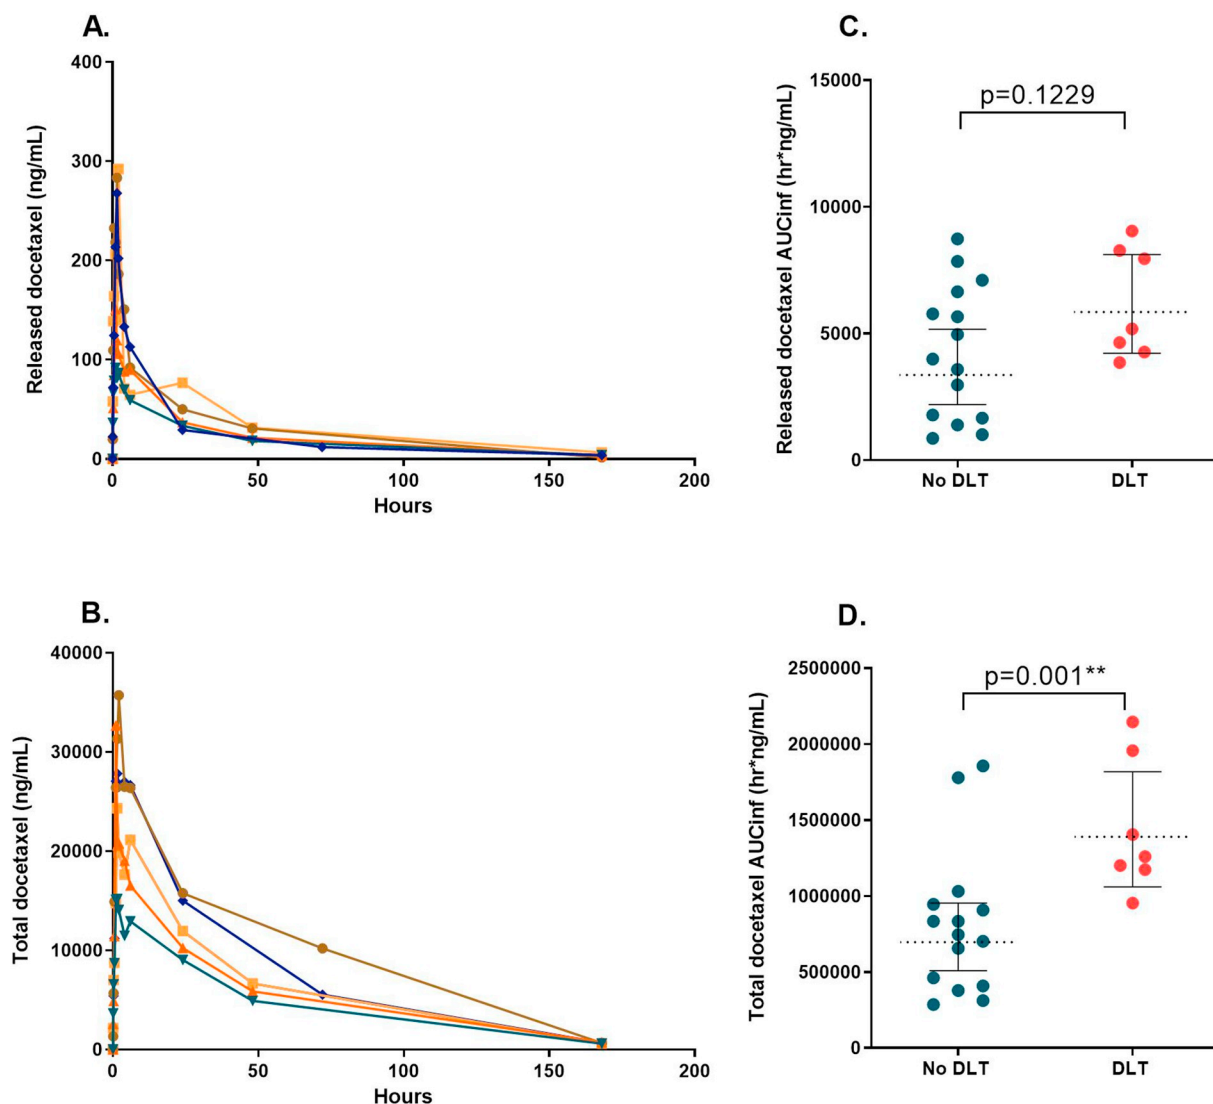 A.
Released docetaxel (ng/mL)
400
300
200
100
0
0 50 100 150 200
Hours
C.
Released docetaxel AUCinf (hr*ng/mL)
15000
10000
5000
0
p=0.1229
No DLT DLT
B.
Total docetaxel (ng/mL)
40000
30000
20000
10000
0
0 50 100 150 200
Hours
D.
Total docetaxel AUCinf (hr*ng/mL)
2500000
2000000
1500000
1000000
500000
0
p=0.001**
No DLT DLT